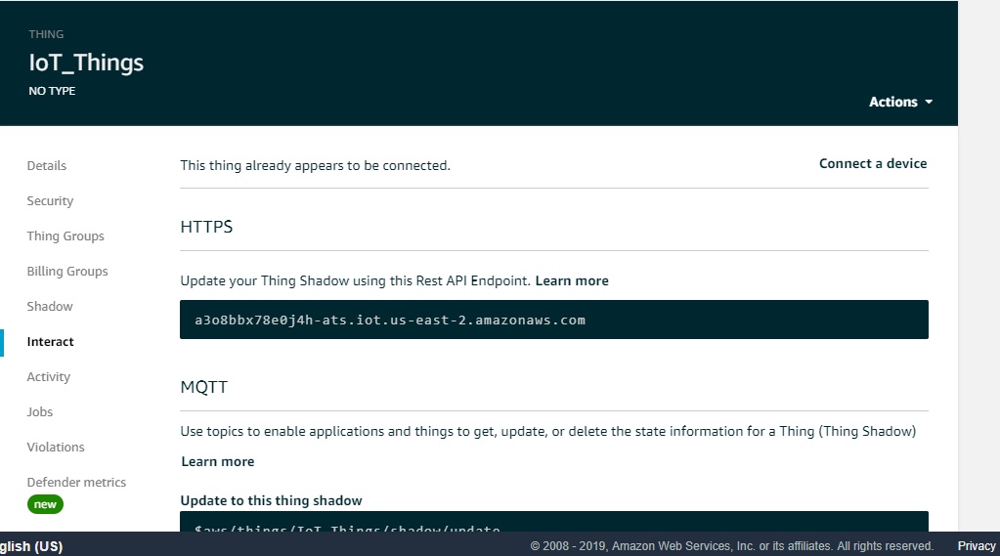 THING
IoT_Things
NO TYPE
Actions
Details
Security
Thing Groups
Billing Groups
Shadow
Interact
Activity
Jobs
Violations
Defender metrics
new
This thing already appears to be connected.
Connect a device
HTTPS
Update your Thing Shadow using this Rest API Endpoint. Learn more
a3o8bbx78e0j4h-ats.iot.us-east-2.amazonaws.com
MQTT
Use topics to enable applications and things to get, update, or delete the state information for a Thing (Thing Shadow)
Learn more
Update to this thing shadow
$aws/things/IoT_Things/shadow/update
glish (US)
© 2008 - 2019, Amazon Web Services, Inc. or its affiliates. All rights reserved.
Privacy